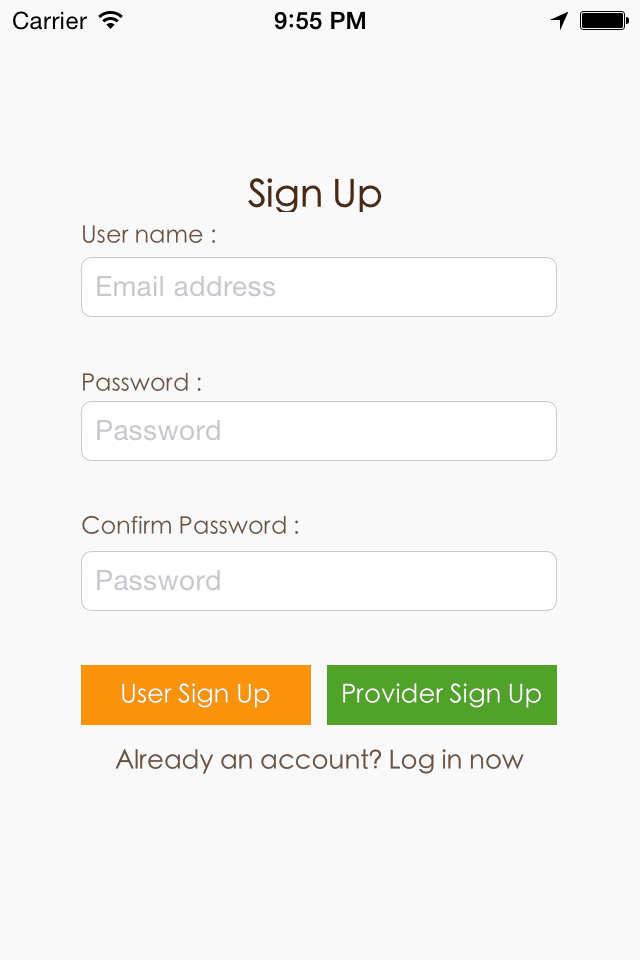 Carrier 9:55 PM
Sign Up
User name :
Email address
Password :
Password
Confirm Password :
Password
User Sign Up Provider Sign Up
Already an account? Log in now